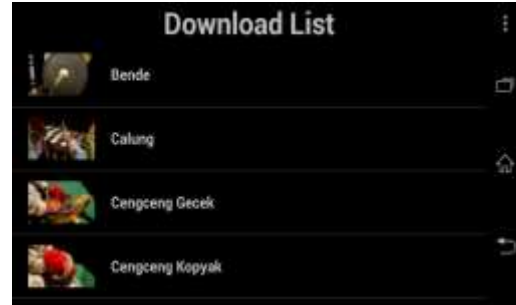 Download List
Bende
Calung
Cengceng Gecek
Cengceng Kopyak